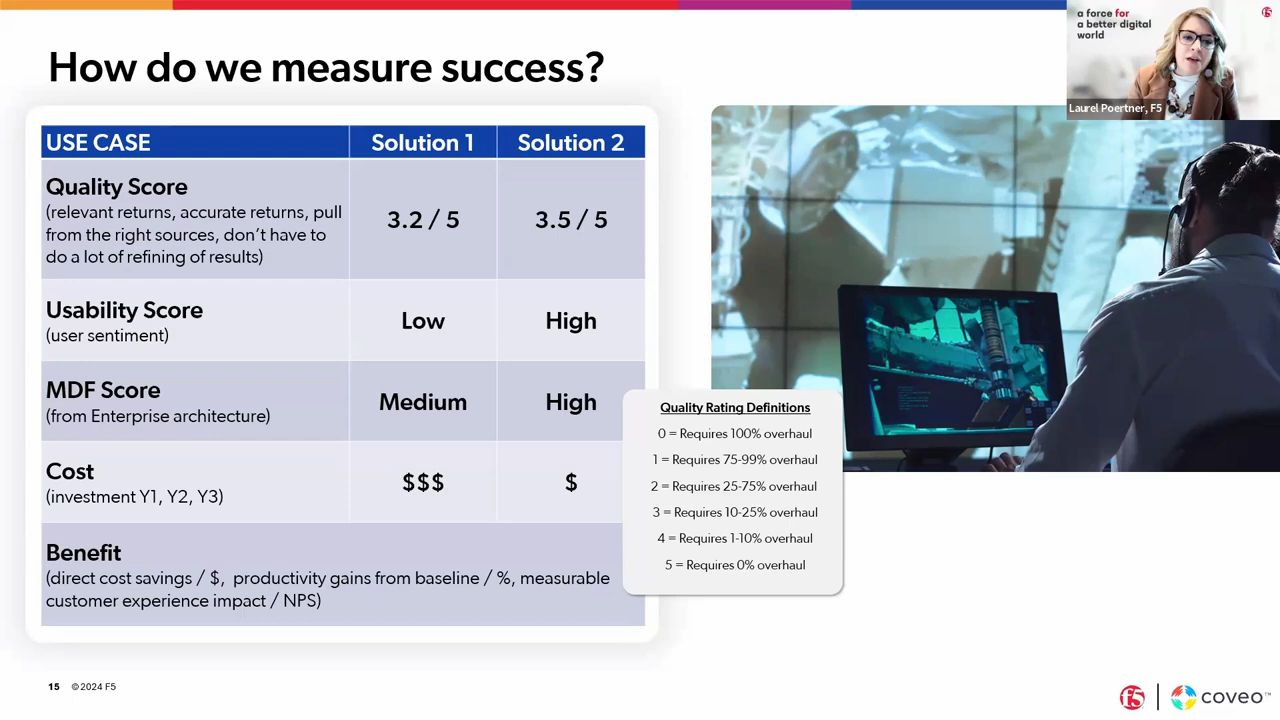 a force for
a better digital
world
Laurel Poertner, F5
How do we measure success?
USE CASE
Solution 1
Solution 2
Quality Score
(relevant returns, accurate returns, pull
from the right sources, don't have to
do a lot of refining of results)
3.2 / 5
3.5 / 5
Usability Score
(user sentiment)
Low
High
MDF Score
(from Enterprise architecture)
Medium
High
Cost
(investment Y1, Y2, Y3)
$$$
$
Benefit
(direct cost savings / $, productivity gains from baseline / %, measurable
customer experience impact / NPS)
Quality Rating Definitions
0 = Requires 100% overhaul
1 = Requires 75-99% overhaul
2 = Requires 25-75% overhaul
3 = Requires 10-25% overhaul
4 = Requires 1-10% overhaul
5 = Requires 0% overhaul
15 ©2024 F5
f5
coveo™